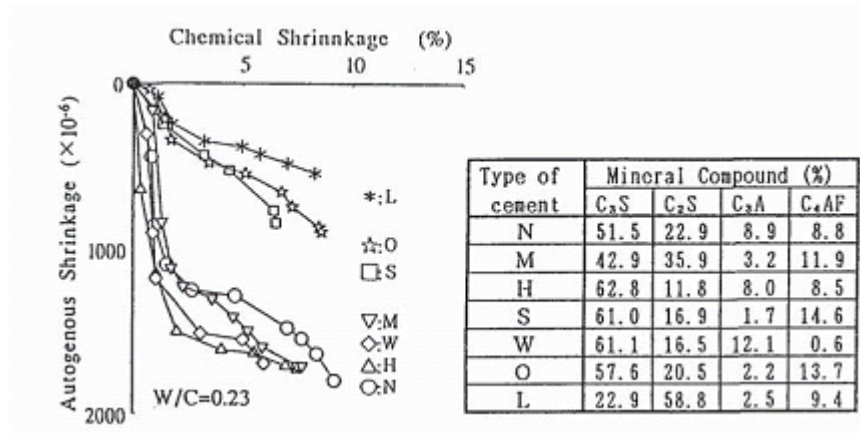 Chemical Shrinnkage (%)
5 10 15
0
1000
2000
Autogenous Shrinkage (×10-6)
*:L
☆:O
□:S
▽:M
◇:W
△:H
○:N
W/C=0.23
Type of cement Mineral Compound (%)
C₃S C₂S C₃A C₄AF
N 51.5 22.9 8.9 8.8
M 42.9 35.9 3.2 11.9
H 62.8 11.8 8.0 8.5
S 61.0 16.9 1.7 14.6
W 61.1 16.5 12.1 0.6
O 57.6 20.5 2.2 13.7
L 22.9 58.8 2.5 9.4